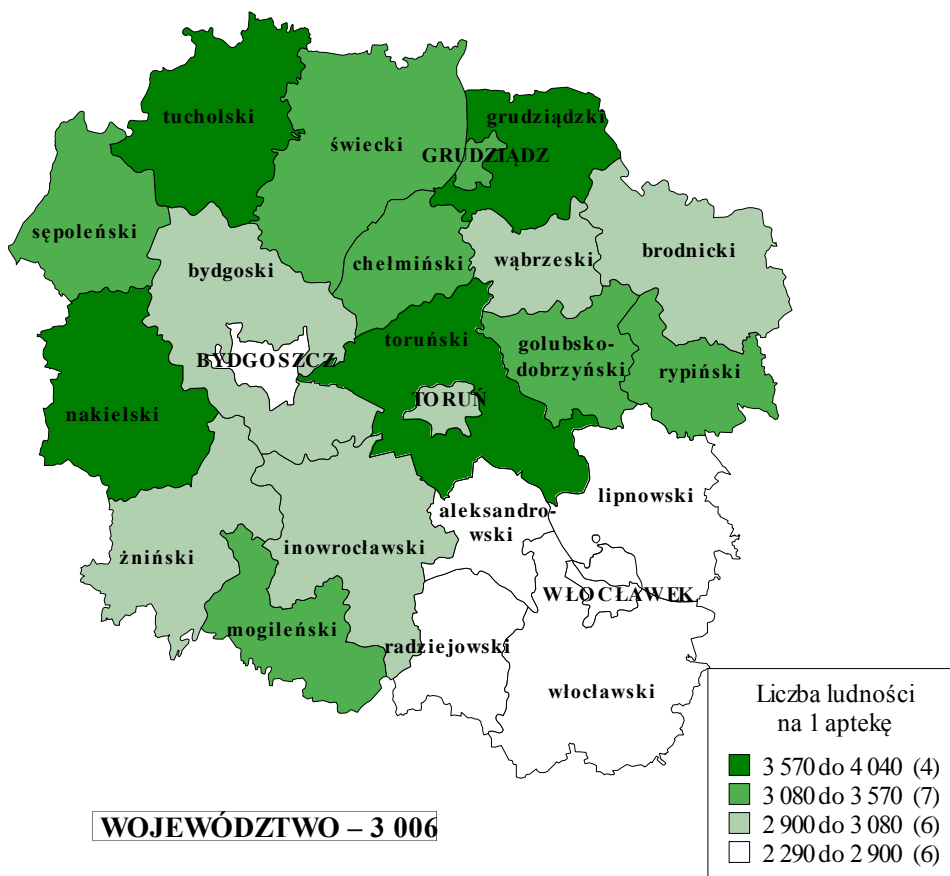 tucholski
grudziądzki
świecki
GRUDZIĄDZ
sępoleński
bydgoski
chełmiński
wąbrzeski
brodnicki
toruński
golubsko-
dobrzyński
rypiński
BYDGOSZCZ
nakielski
TORUŃ
lipnowski
aleksandro-
wski
żniński
inowrocławski
WŁOCŁAWEK
mogileński
radziejowski
włocławski
Liczba ludności
na 1 aptekę
3 570 do 4 040 (4)
3 080 do 3 570 (7)
2 900 do 3 080 (6)
2 290 do 2 900 (6)
WOJEWÓDZTWO – 3 006